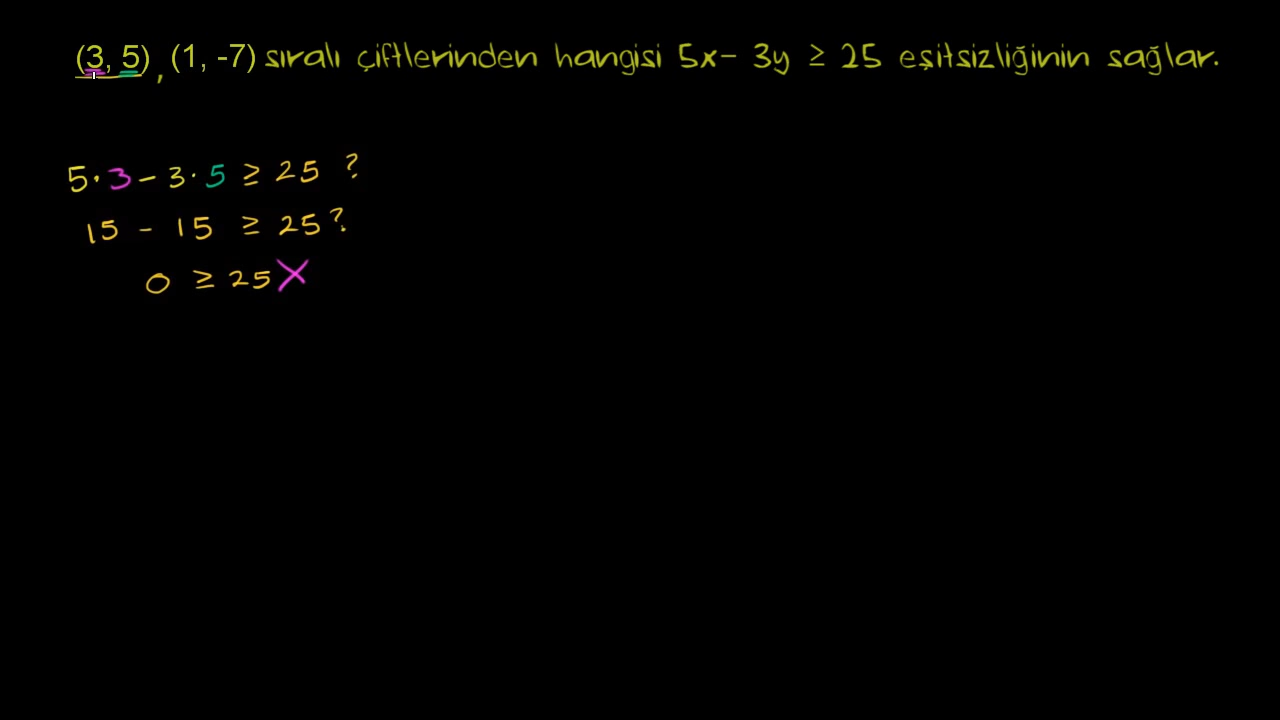 (3, 5), (1, -7) sıralı çiftlerinden hangisi 5x- 3y ≥ 25 eşitsizliğinin sağlar.
5·3 - 3·5 ≥ 25 ?
15 - 15 ≥ 25?
0 ≥ 25 X